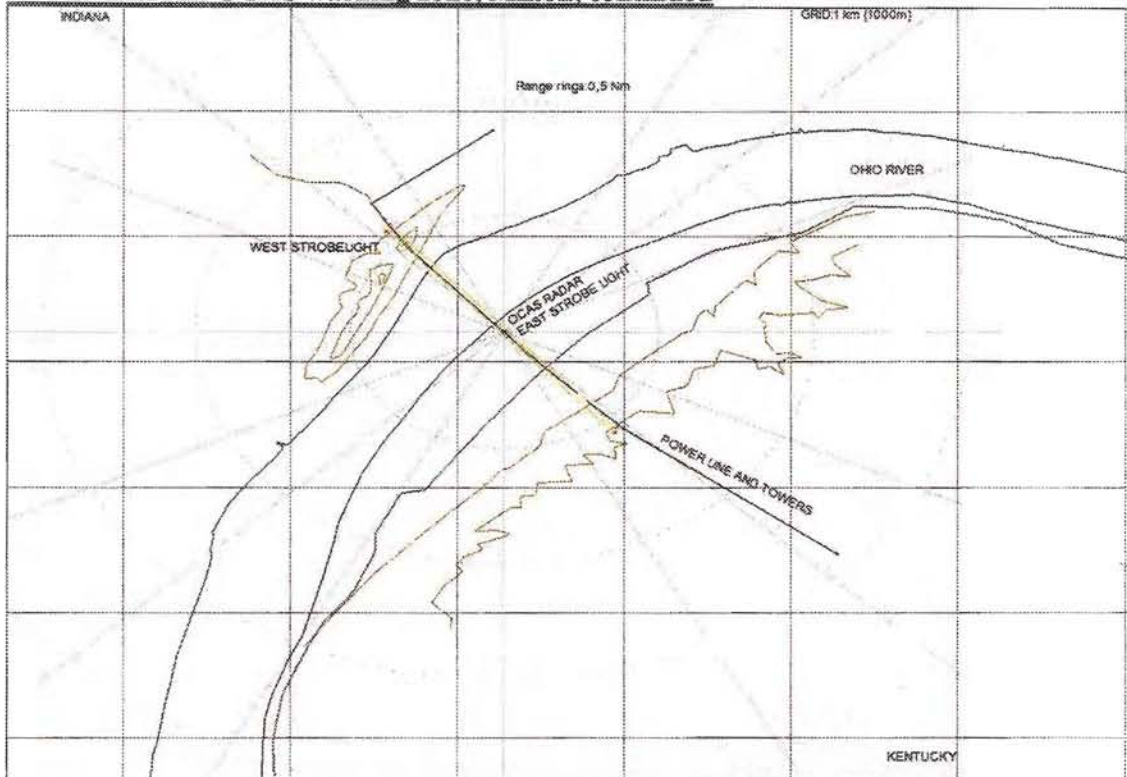 INDIANA
GRID:1 km (1000m)
Range rings:0,5 Nm
OHIO RIVER
WEST STROBELIGHT
OCAS RADAR
EAST STROBE LIGHT
POWER LINE AND TOWERS
KENTUCKY